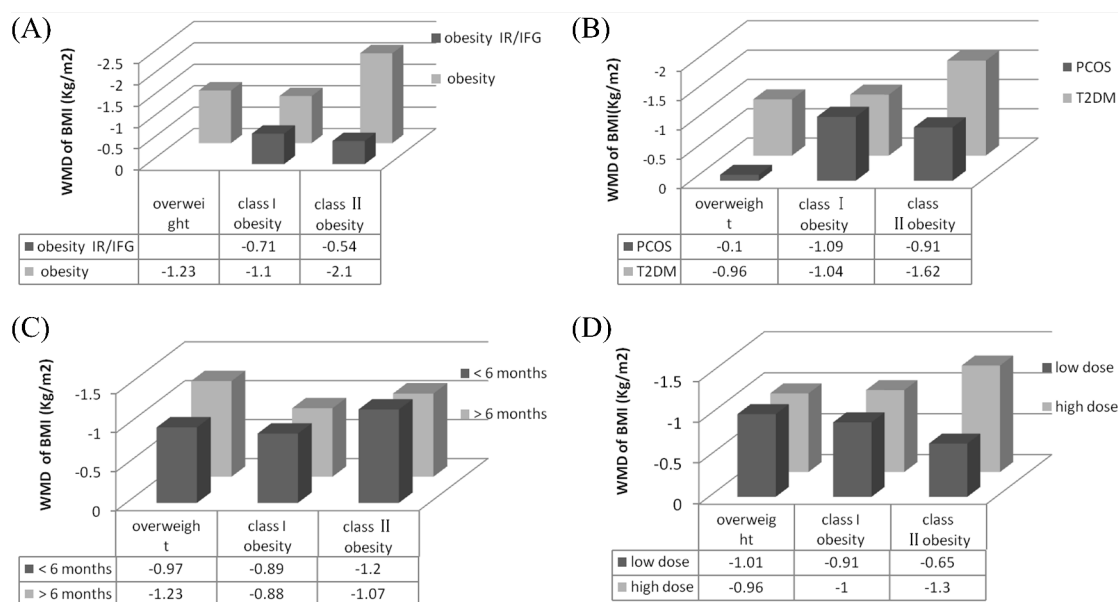 (A)
WMD of BMI (Kg/m2)
-2.5
-2
-1.5
-1
-0.5
0
obesity IR/IFG
obesity
overwei
ght
class I
obesity
class II
obesity
obesity IR/IFG -0.71 -0.54
obesity -1.23 -1.1 -2.1
(B)
WMD of BMI(Kg/m2)
-2
-1.5
-1
-0.5
0
PCOS
T2DM
overweigh
t
class I
obesity
class
II obesity
PCOS -0.1 -1.09 -0.91
T2DM -0.96 -1.04 -1.62
(C)
WMD of BMI (Kg/m2)
-1.5
-1
-0.5
0
< 6 months
> 6 months
overweigh
t
class I
obesity
class II
obesity
< 6 months -0.97 -0.89 -1.2
> 6 months -1.23 -0.88 -1.07
(D)
WMD of BMI (Kg/m2)
-1.5
-1
-0.5
0
low dose
high dose
overweig
ht
class I
obesity
class
II obesity
low dose -1.01 -0.91 -0.65
high dose -0.96 -1 -1.3